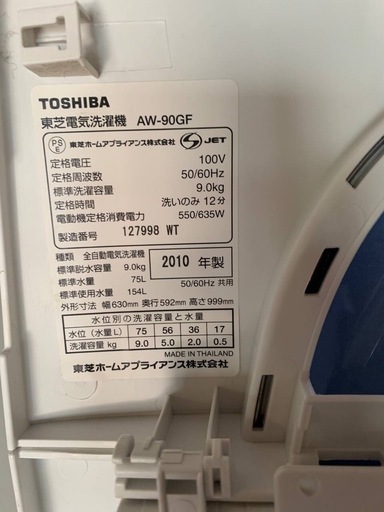 TOSHIBA
東芝電気洗濯機 AW-90GF
PS E 東芝ホームアプライアンス株式会社 S JET
定格電圧 100V
定格周波数 50/60Hz
標準洗濯容量 9.0kg
定格時間 洗いのみ 12分
電動機定格消費電力 550/635W
製造番号 127998 WT
種類 全自動電気洗濯機
標準脱水容量 9.0kg
2010 年製
標準水量 75L
標準使用水量 154L 50/60Hz 共用
外形寸法 幅630mm 奥行592mm 高さ999mm
水位別の洗濯容量と水量
水位(水量L) 75 56 36 17
洗濯容量 kg 9.0 5.0 2.0 0.5
MADE IN THAILAND
東芝ホームアプライアンス株式会社